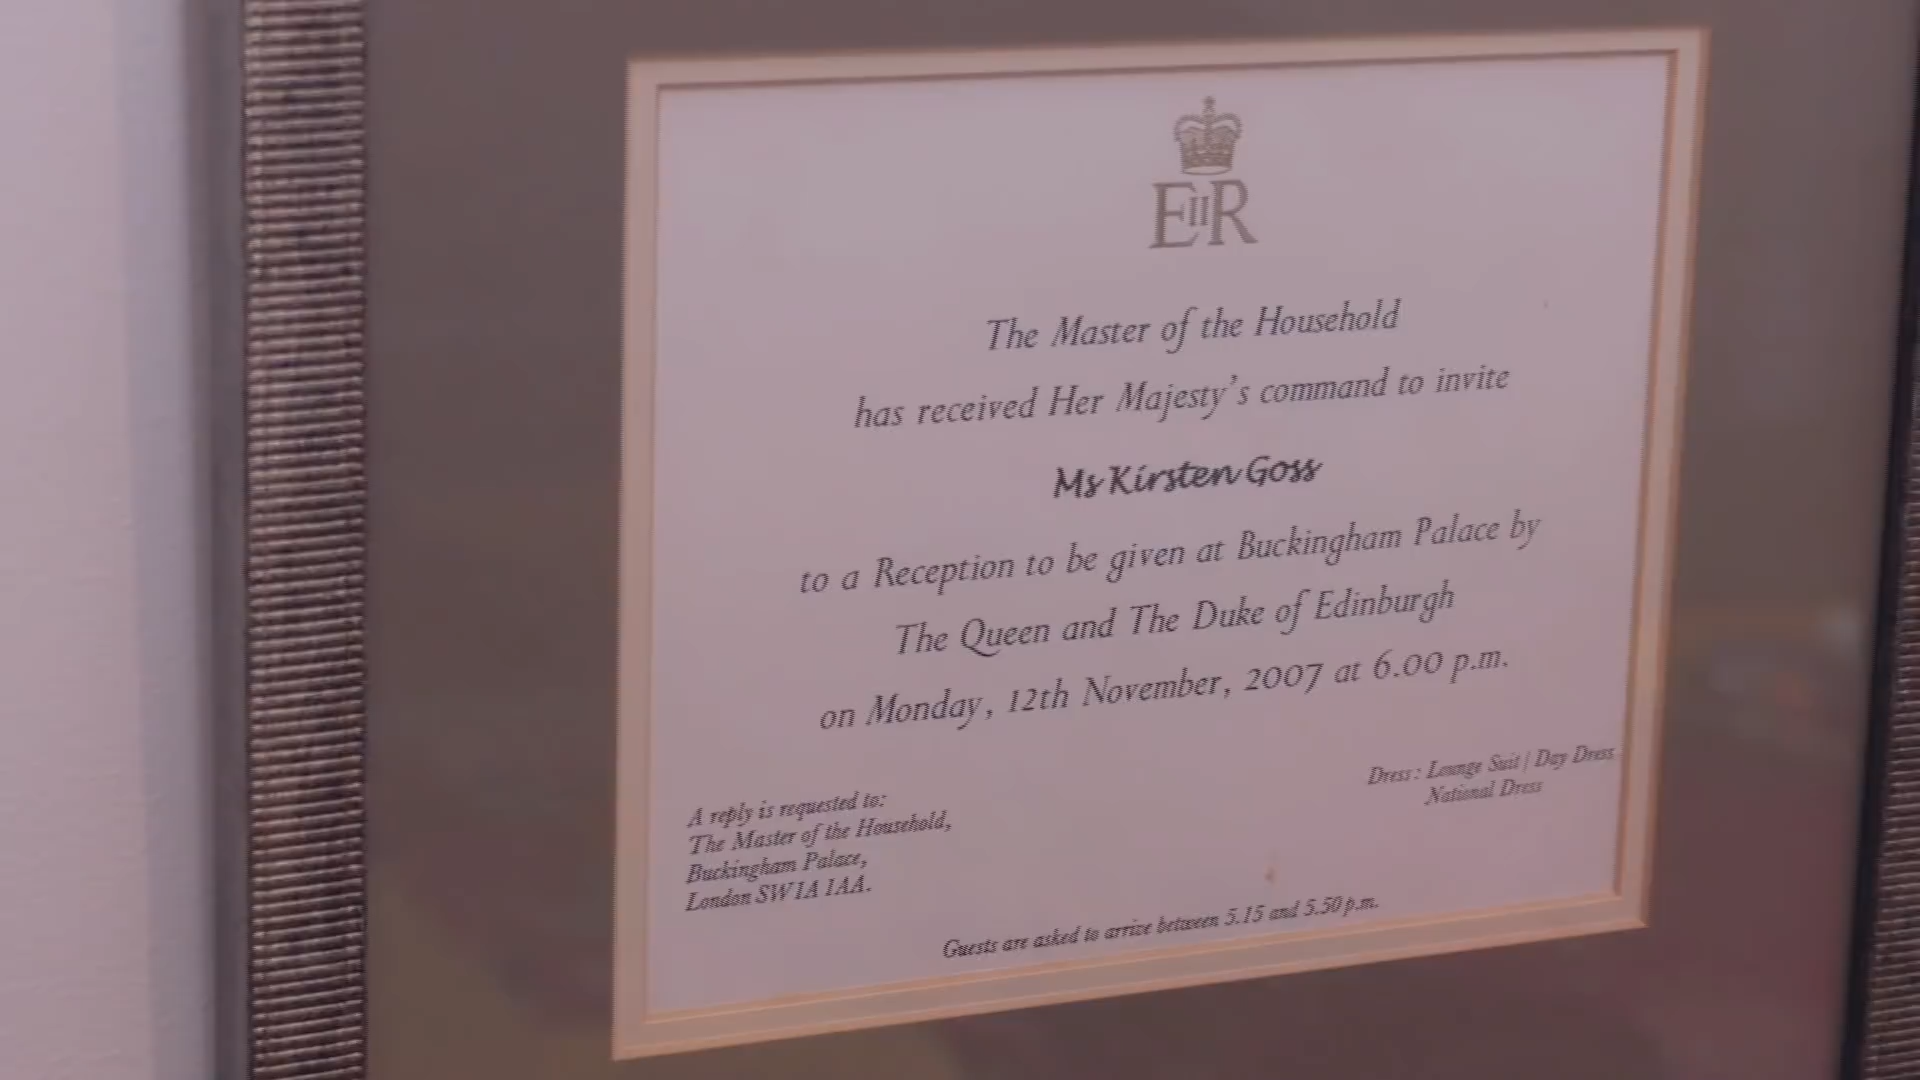 EIIR
The Master of the Household
has received Her Majesty's command to invite
Ms Kirsten Goss
to a Reception to be given at Buckingham Palace by
The Queen and The Duke of Edinburgh
on Monday, 12th November, 2007 at 6.00 p.m.
Dress: Lounge Suit | Day Dress
National Dress
A reply is requested to:
The Master of the Household,
Buckingham Palace,
London SW1A 1AA.
Guests are asked to arrive between 5.15 and 5.50 p.m.